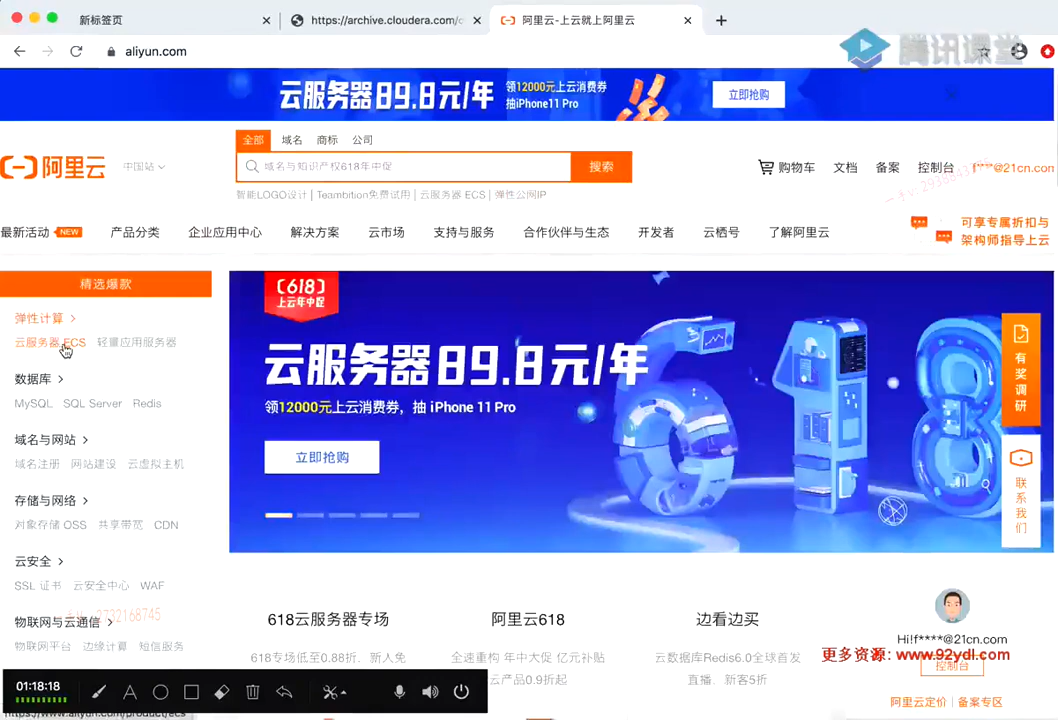 新标签页
https://archive.cloudera.com/c
阿里云-上云就上阿里云
aliyun.com
腾讯课堂
云服务器89.8元/年
领12000元上云消费券
抽iPhone11 Pro
立即抢购
全部 域名 商标 公司
阿里云
中国站
域名与知识产权618年中促
搜索
购物车 文档 备案 控制台 f****@21cn.con
智能LOGO设计 | Teambition免费试用 | 云服务器 ECS | 弹性公网IP
最新活动 NEW 产品分类 企业应用中心 解决方案 云市场 支持与服务 合作伙伴与生态 开发者 云栖号 了解阿里云
可享专属折扣与
架构师指导上云
精选爆款
弹性计算 >
云服务器 ECS 轻量应用服务器
数据库 >
MySQL SQL Server Redis
域名与网站 >
域名注册 网站建设 云虚拟主机
存储与网络 >
对象存储 OSS 共享带宽 CDN
云安全 >
SSL 证书 云安全中心 WAF
物联网与云通信 >
物联网平台 边缘计算 短信服务
618
上云年中促
云服务器89.8元/年
领12000元上云消费券，抽 iPhone 11 Pro
立即抢购
618
有奖调研
联系我们
618云服务器专场
618专场低至0.88折，新人免
阿里云618
全速重构 年中大促 亿元补贴
云产品0.9折起
边看边买
云数据库Redis6.0全球首发
直播、新客5折
Hi!f****@21cn.com
更多资源: www.92ydl.com
控制台
阿里云定价 | 备案专区
01:18:18
https://www.aliyun.com/product/ecs